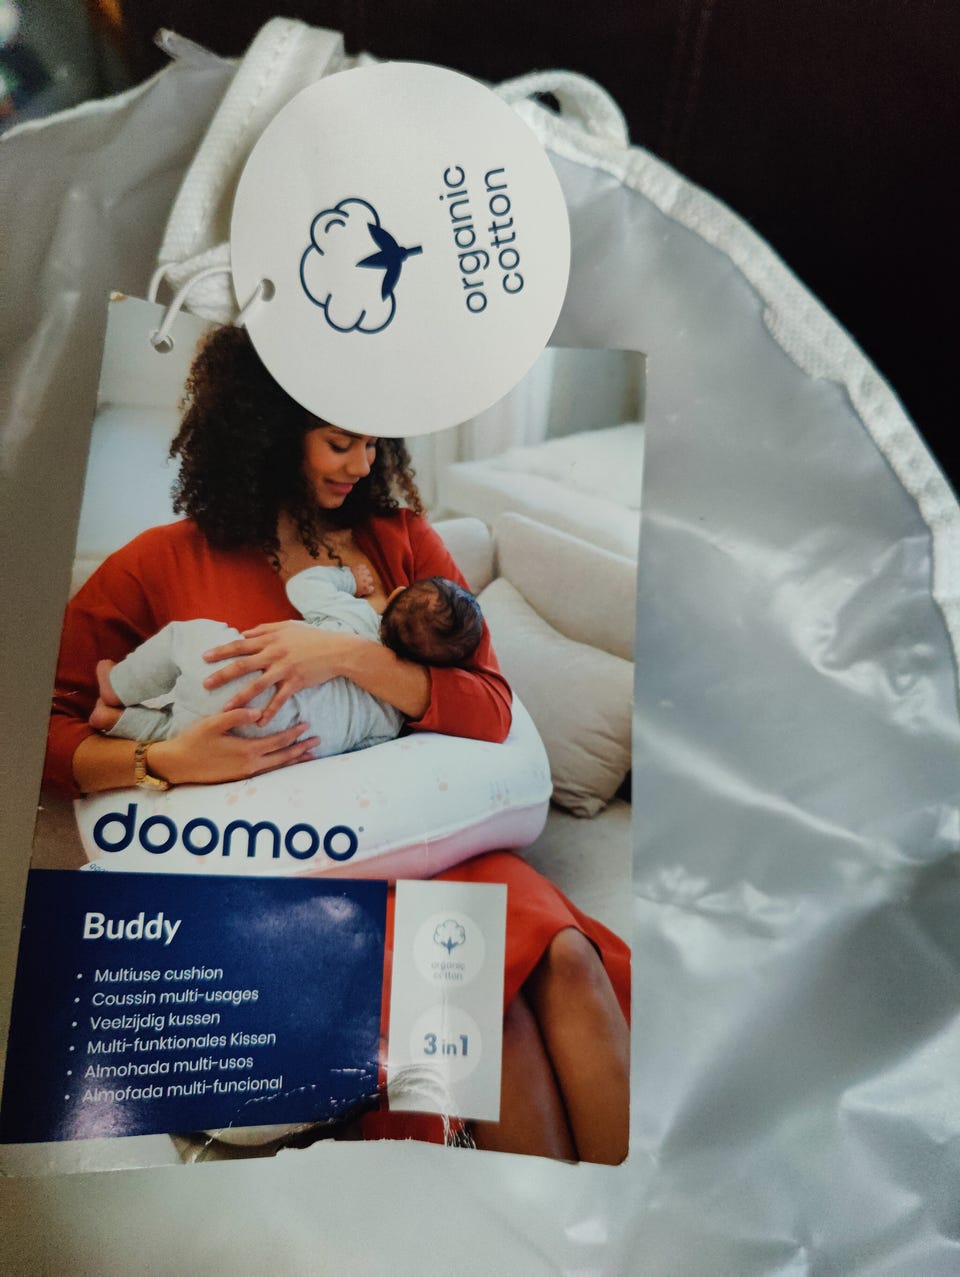 organic
cotton
doomoo
Buddy
• Multiuse cushion
• Coussin multi-usages
• Veelzijdig kussen
• Multi-funktionales Kissen
• Almohada multi-usos
• Almofada multi-funcional
organic
cotton
3 in 1